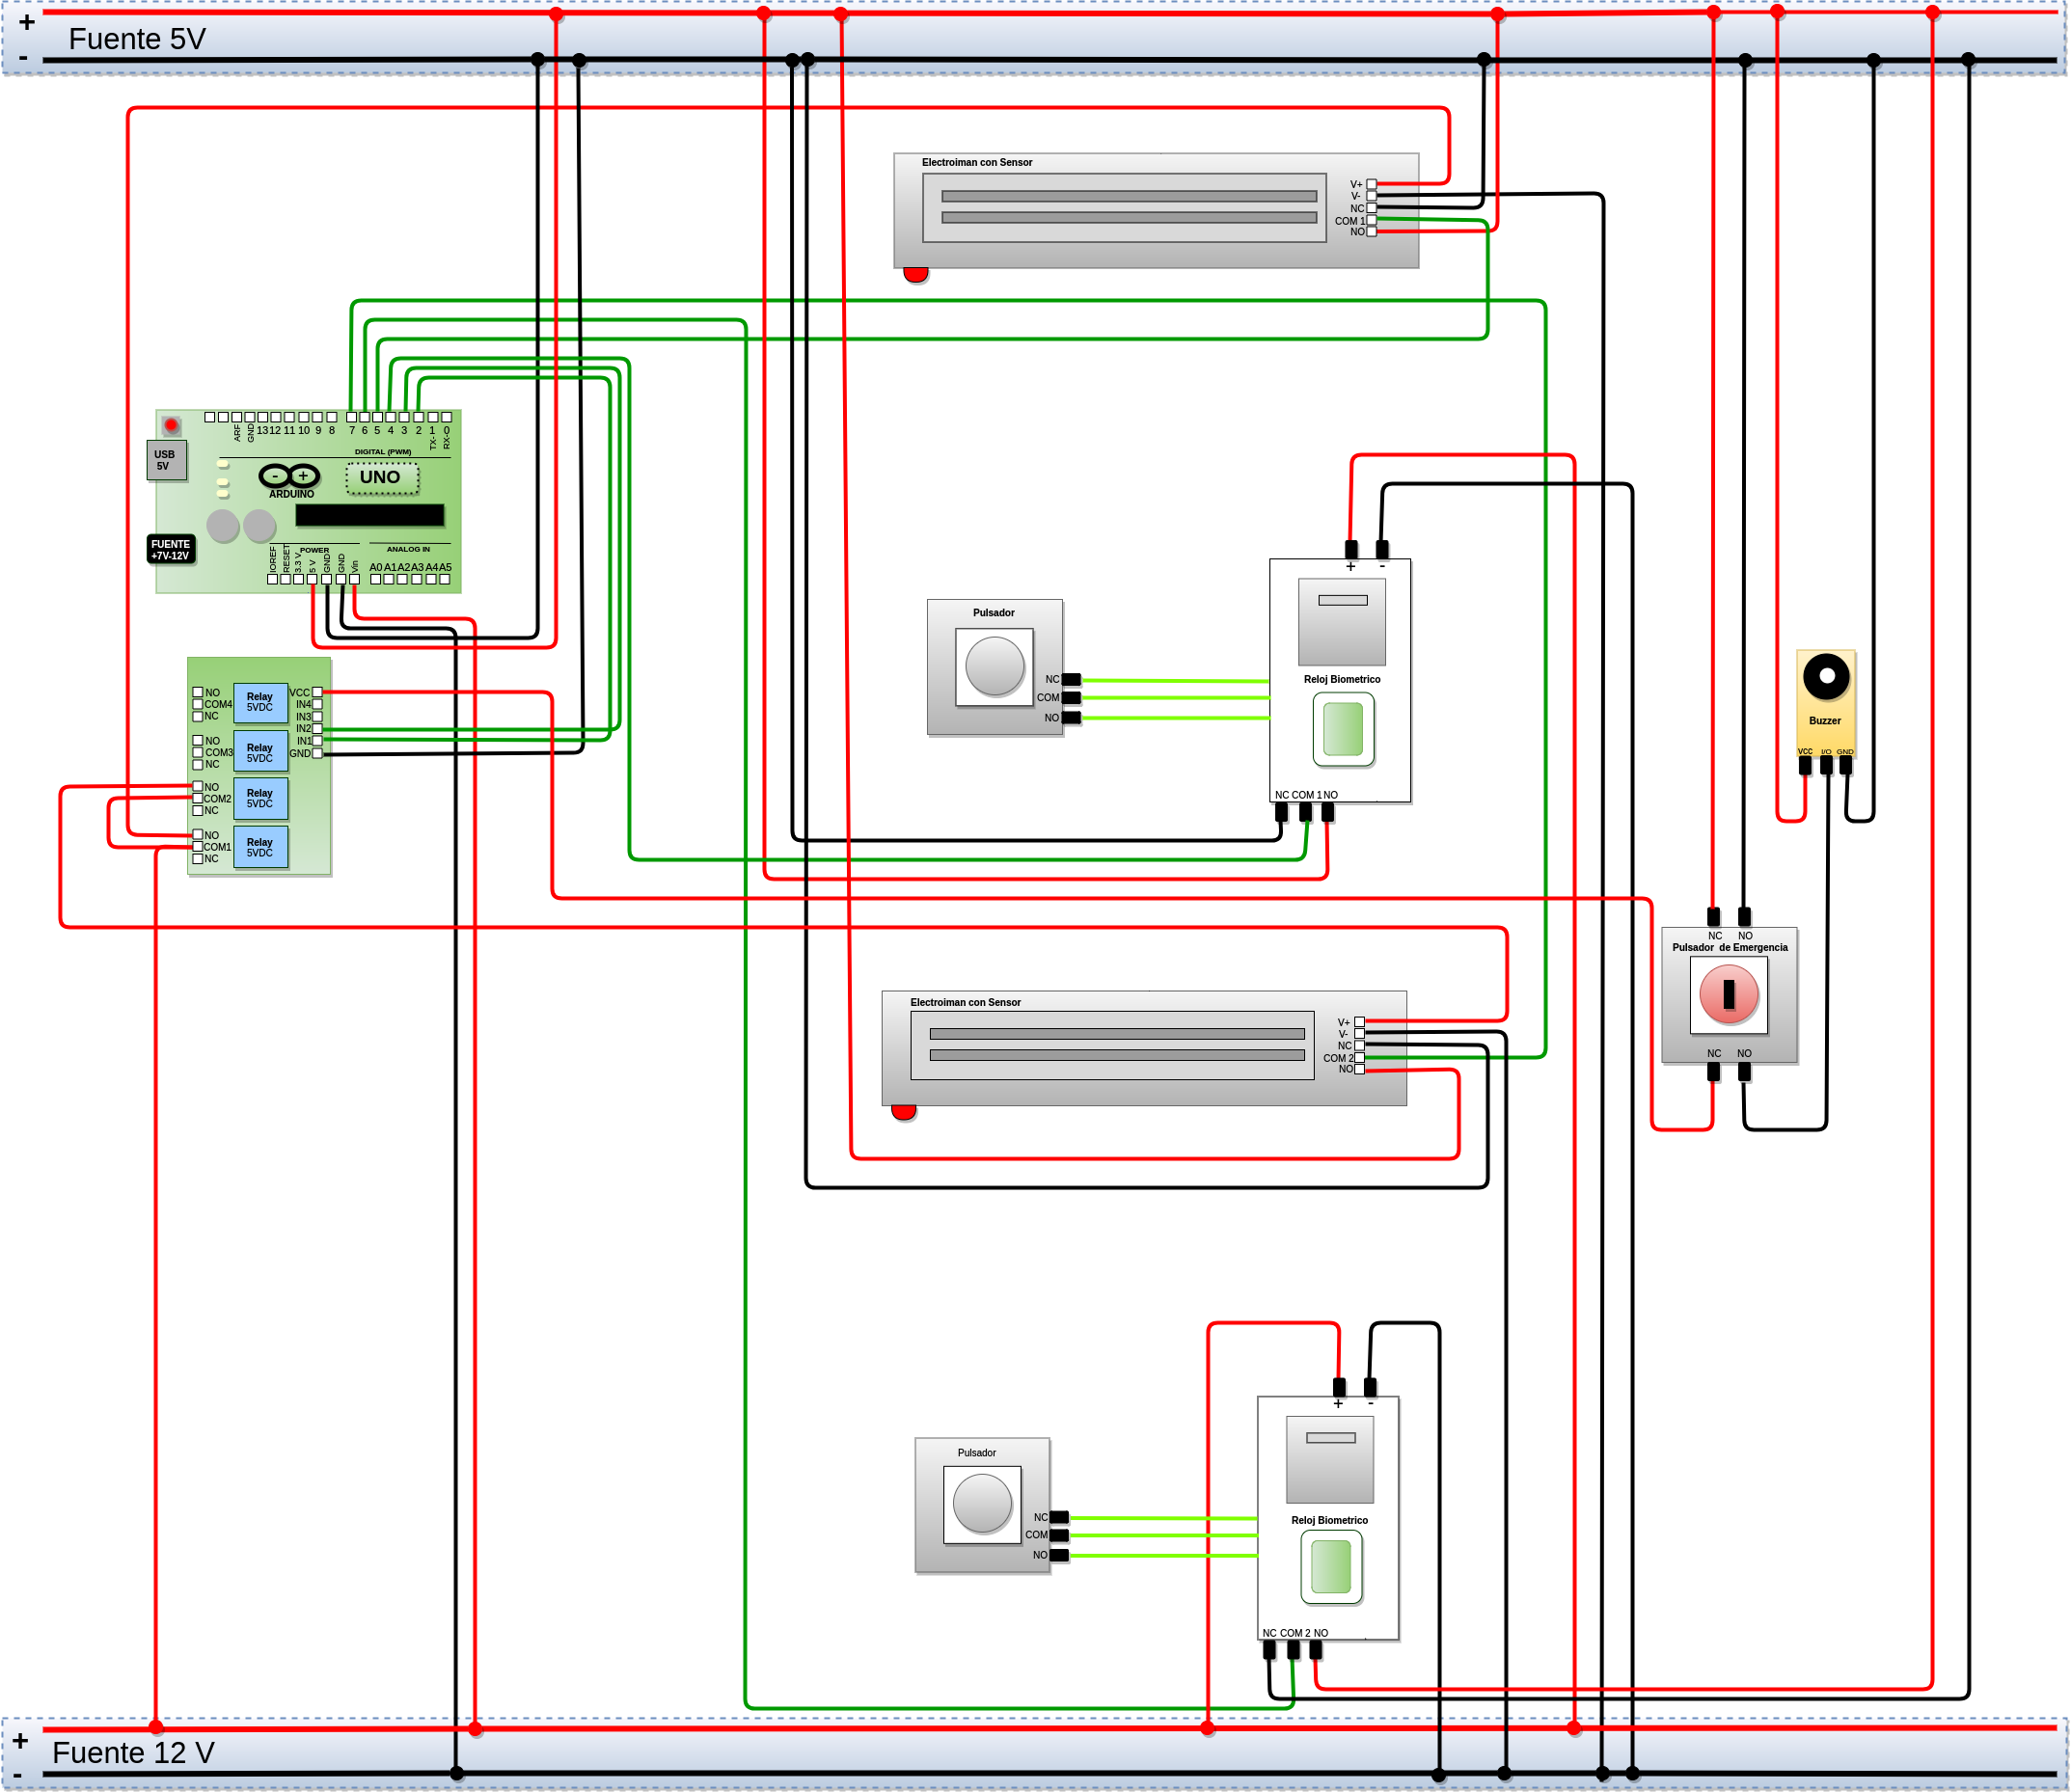 +
Fuente 5V
-
Electroiman con Sensor
V+
V-
NC
COM 1
NO
ARF
GND
13 12 11 10 9 8 7 6 5 4 3 2 1 0
TX-
RX-
DIGITAL (PWM)
USB
5V
- +
UNO
ARDUINO
FUENTE
+7V-12V
POWER
ANALOG IN
IOREF
RESET
3.3 V
5 V
GND
GND
Vin
A0 A1 A2 A3 A4 A5
+ -
Pulsador
NC
COM
NO
Reloj Biometrico
NC COM 1 NO
NO
COM4
NC
Relay
5VDC
VCC
IN4
IN3
IN2
IN1
GND
NO
COM3
NC
Relay
5VDC
NO
COM2
NC
Relay
5VDC
NO
COM1
NC
Relay
5VDC
Buzzer
VCC I/O GND
NC NO
Pulsador de Emergencia
NC NO
Electroiman con Sensor
V+
V-
NC
COM 2
NO
+ -
Pulsador
NC
COM
NO
Reloj Biometrico
NC COM 2 NO
+
Fuente 12 V
-